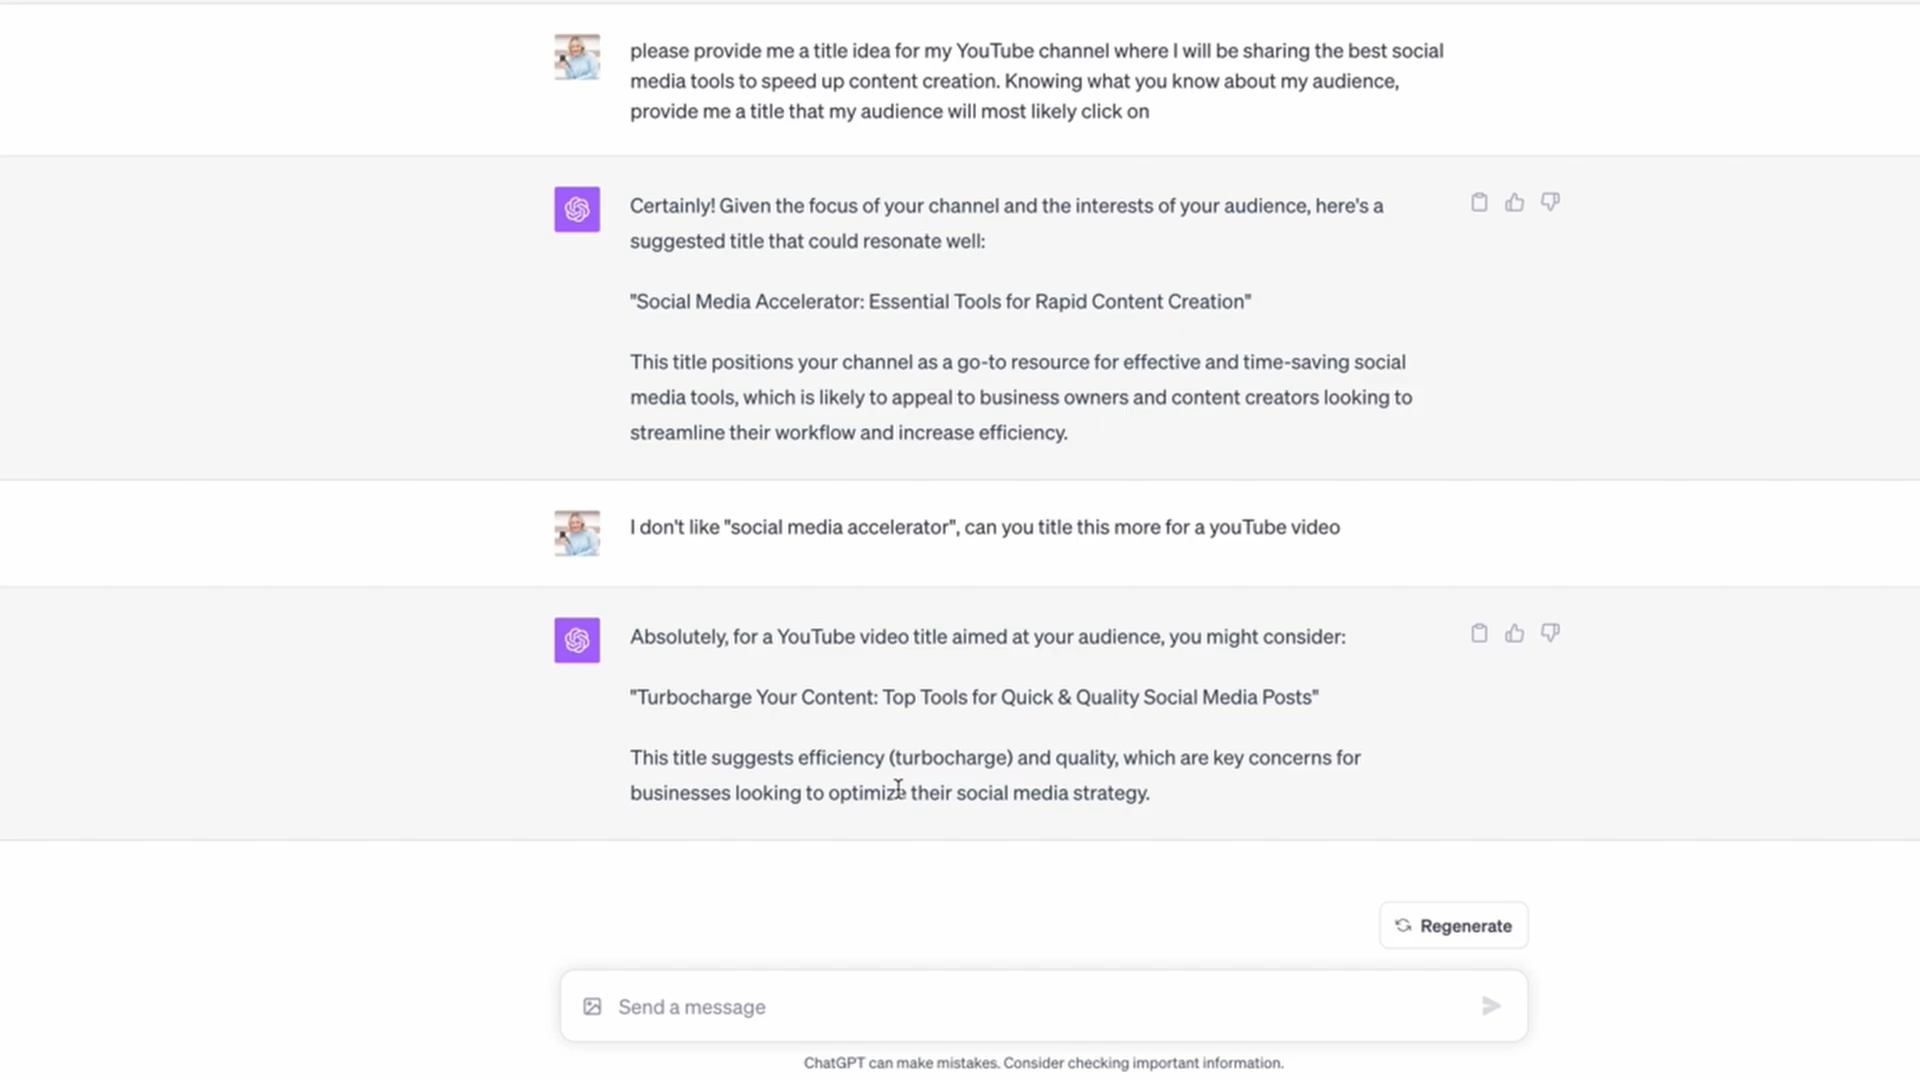 please provide me a title idea for my YouTube channel where I will be sharing the best social
media tools to speed up content creation. Knowing what you know about my audience,
provide me a title that my audience will most likely click on
Certainly! Given the focus of your channel and the interests of your audience, here's a
suggested title that could resonate well:
"Social Media Accelerator: Essential Tools for Rapid Content Creation"
This title positions your channel as a go-to resource for effective and time-saving social
media tools, which is likely to appeal to business owners and content creators looking to
streamline their workflow and increase efficiency.
I don't like "social media accelerator", can you title this more for a youTube video
Absolutely, for a YouTube video title aimed at your audience, you might consider:
"Turbocharge Your Content: Top Tools for Quick & Quality Social Media Posts"
This title suggests efficiency (turbocharge) and quality, which are key concerns for
businesses looking to optimize their social media strategy.
Regenerate
Send a message
ChatGPT can make mistakes. Consider checking important information.